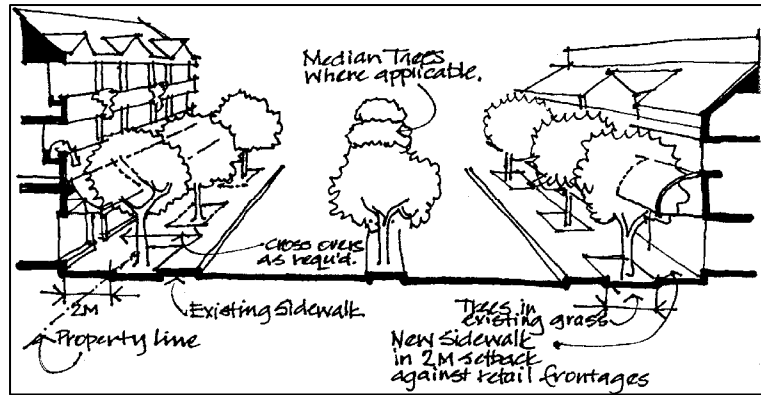 Median Trees
where applicable.
cross overs
as req'd.
2M
Existing Sidewalk
Property line
Trees in
existing grass
New Sidewalk
in 2M setback
against retail frontages